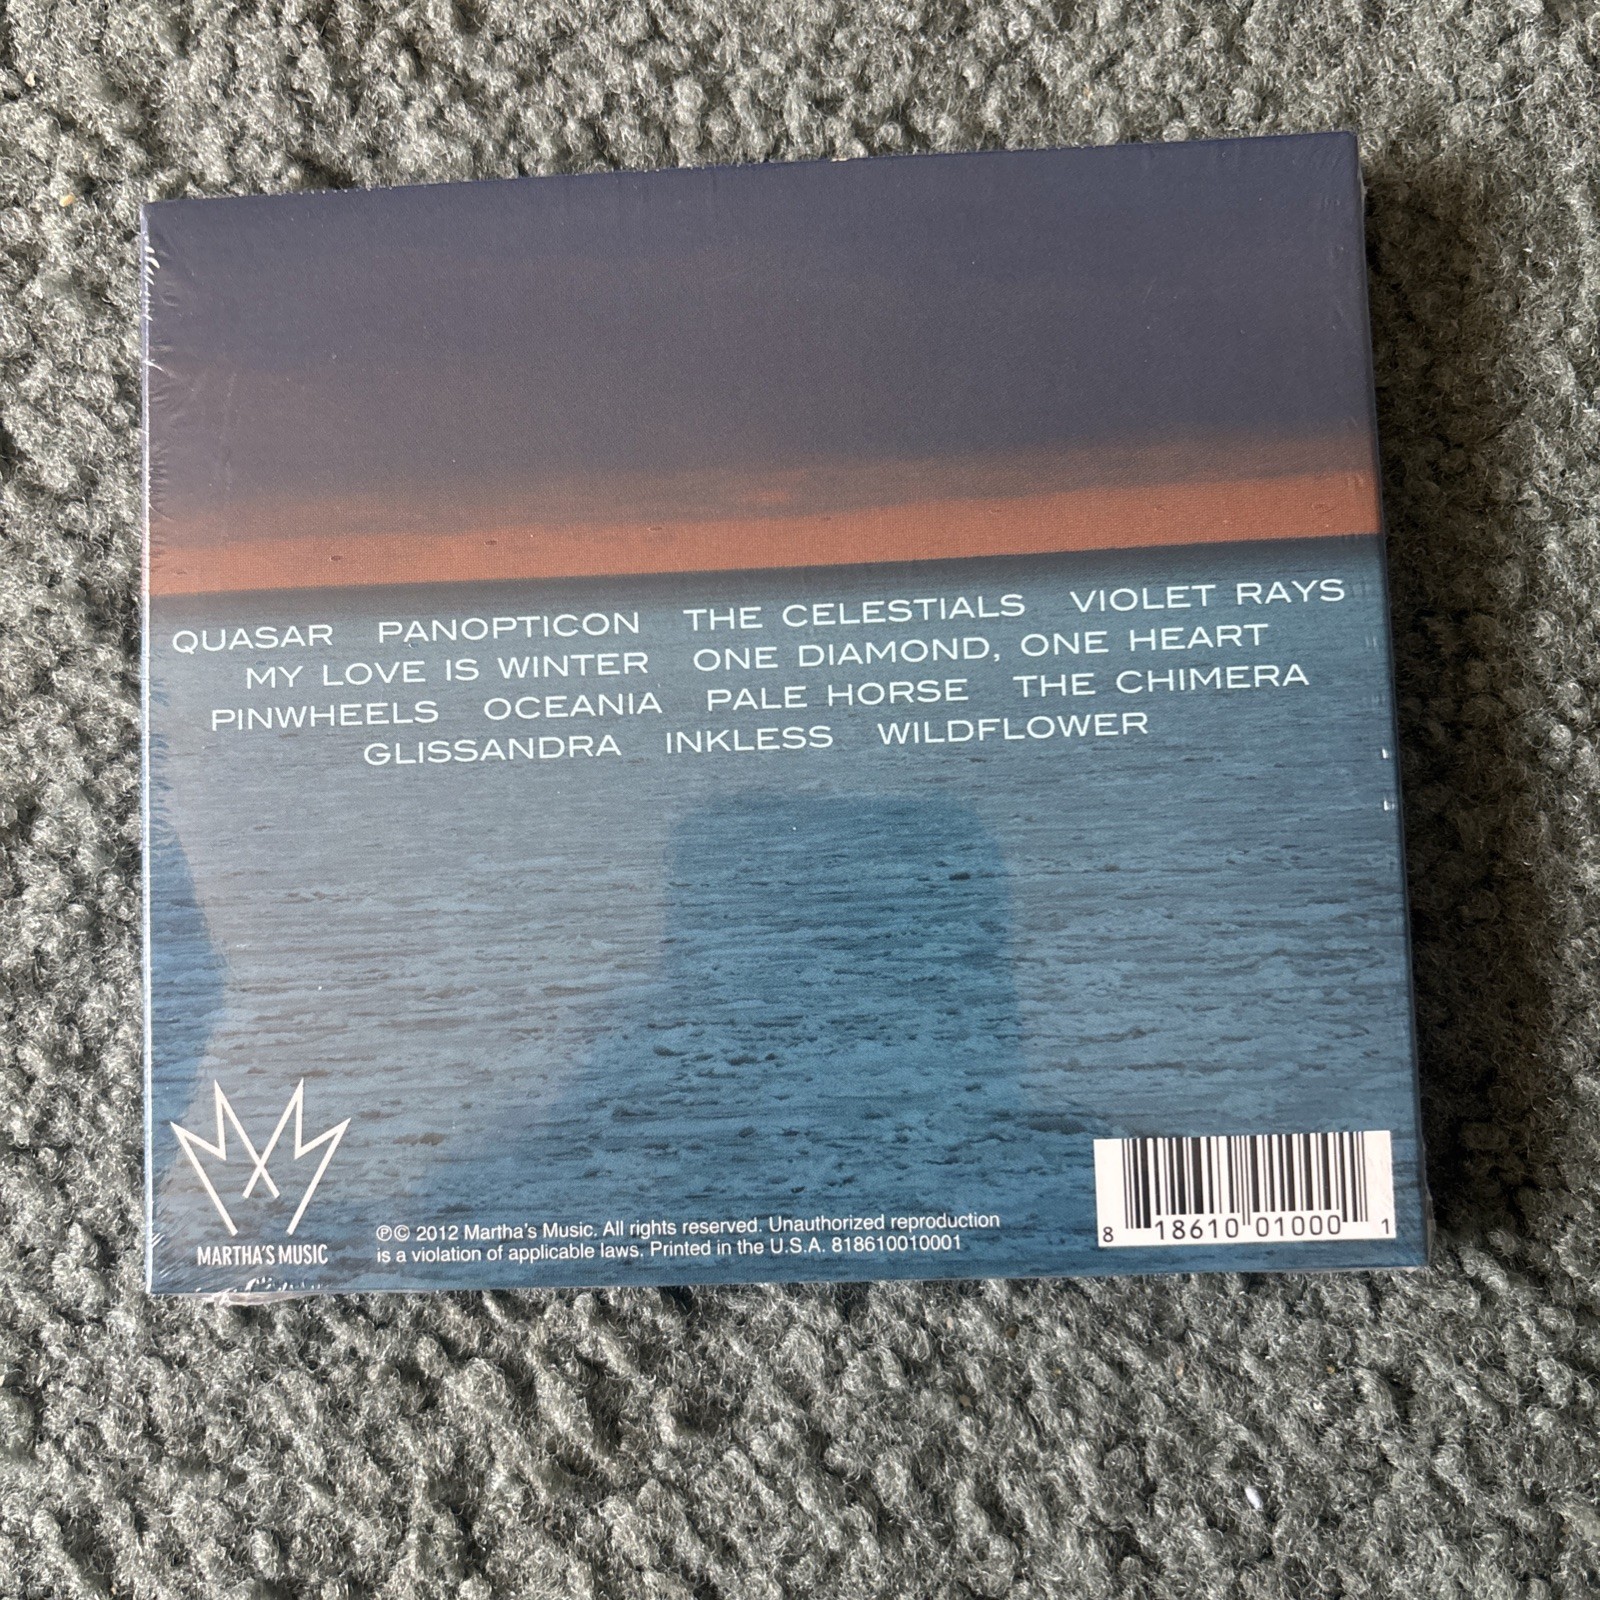 QUASAR PANOPTICON THE CELESTIALS VIOLET RAYS
MY LOVE IS WINTER ONE DIAMOND, ONE HEART
PINWHEELS OCEANIA PALE HORSE THE CHIMERA
GLISSANDRA INKLESS WILDFLOWER
MARTHA'S MUSIC
℗© 2012 Martha's Music. All rights reserved. Unauthorized reproduction
is a violation of applicable laws. Printed in the U.S.A. 818610010001
8 18610 01000 1